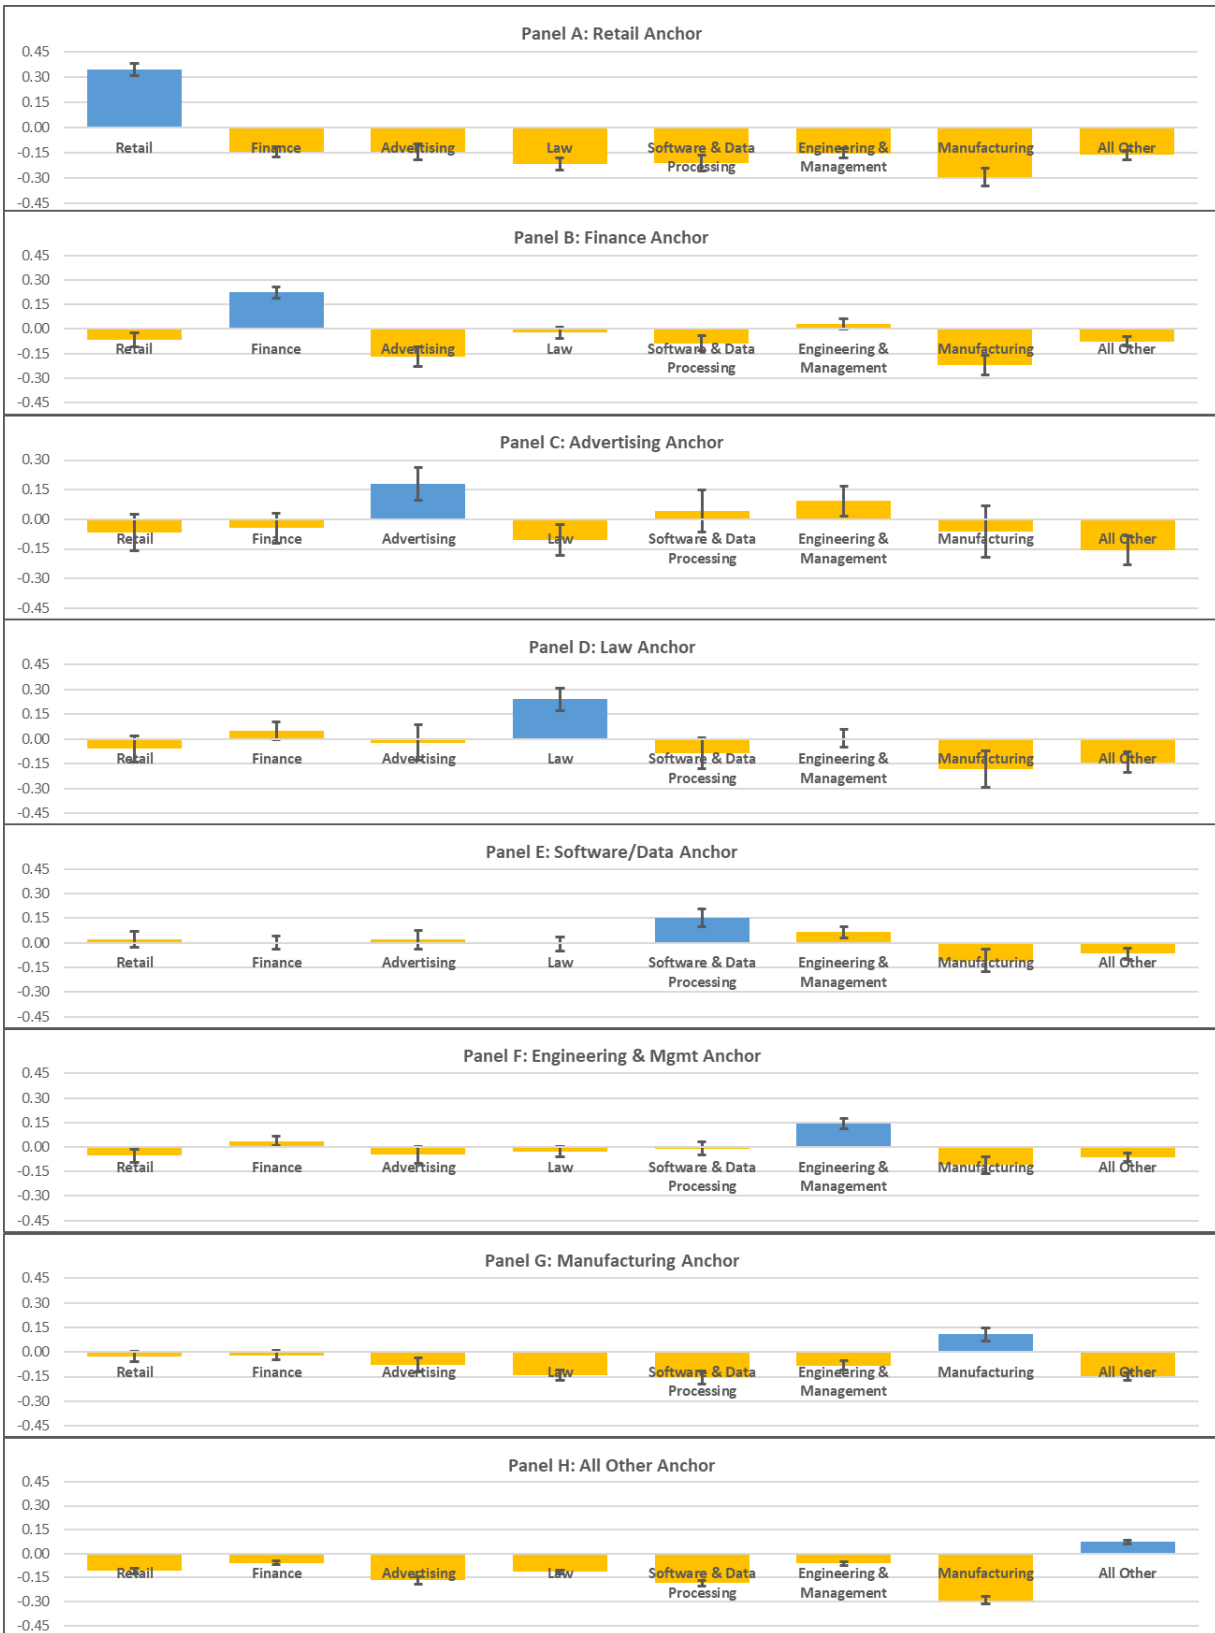 Panel A: Retail Anchor
0.45
0.30
0.15
0.00
Retail Finance Advertising Law Software & Data Engineering & Manufacturing All Other
Processing Management
-0.15
-0.30
-0.45
Panel B: Finance Anchor
0.45
0.30
0.15
0.00
Retail Finance Advertising Law Software & Data Engineering & Manufacturing All Other
Processing Management
-0.15
-0.30
-0.45
Panel C: Advertising Anchor
0.30
0.15
0.00
Retail Finance Advertising Law Software & Data Engineering & Manufacturing All Other
Processing Management
-0.15
-0.30
-0.45
Panel D: Law Anchor
0.45
0.30
0.15
0.00
Retail Finance Advertising Law Software & Data Engineering & Manufacturing All Other
Processing Management
-0.15
-0.30
-0.45
Panel E: Software/Data Anchor
0.45
0.30
0.15
0.00
Retail Finance Advertising Law Software & Data Engineering & Manufacturing All Other
Processing Management
-0.15
-0.30
-0.45
Panel F: Engineering & Mgmt Anchor
0.45
0.30
0.15
0.00
Retail Finance Advertising Law Software & Data Engineering & Manufacturing All Other
Processing Management
-0.15
-0.30
-0.45
Panel G: Manufacturing Anchor
0.45
0.30
0.15
0.00
Retail Finance Advertising Law Software & Data Engineering & Manufacturing All Other
Processing Management
-0.15
-0.30
-0.45
Panel H: All Other Anchor
0.45
0.30
0.15
0.00
Retail Finance Advertising Law Software & Data Engineering & Manufacturing All Other
Processing Management
-0.15
-0.30
-0.45